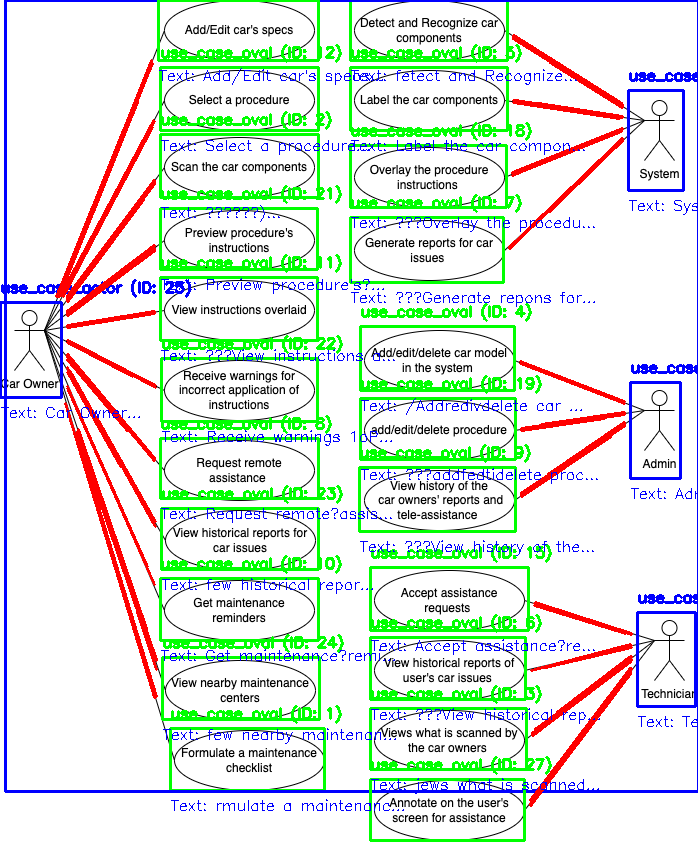 Add/Edit car's specs
use_case_oval (ID: 12)
Text: Add/Edit car's specs...
Select a procedure
use_case_oval (ID: 2)
Text: Select a procedure...
Scan the car components
use_case_oval (ID: 21)
Text: ??????)...
Preview procedure's
instructions
use_case_oval (ID: 11)
Text: Preview procedure's?...
View instructions overlaid
use_case_oval (ID: 22)
Text: ???View instructions a...
Receive warnings for
incorrect application of
instructions
use_case_oval (ID: 8)
Text: Receive warnings 1oP...
Request remote
assistance
use_case_oval (ID: 23)
Text: Request remote?assis...
View historical reports for
car issues
use_case_oval (ID: 10)
Text: few historical repor...
Get maintenance
reminders
use_case_oval (ID: 24)
Text: Get maintenance?remi
View nearby maintenance
centers
use_case_oval (ID: 1)
Text: few nearby maintenan...
Formulate a maintenance
checklist
Text: rmulate a maintenanc...
use_case_actor (ID: 25)
Car Owner
Text: Car Owner...
Detect and Recognize car
components
use_case_oval (ID: 5)
Text: fetect and Recognize...
Label the car components
use_case_oval (ID: 18)
Text: Label the car compon...
Overlay the procedure
instructions
use_case_oval (ID: 7)
Text: ???Overlay the procedu...
Generate reports for car
issues
Text: ???Generate repons for...
use_case_oval (ID: 4)
Add/edit/delete car model
in the system
use_case_oval (ID: 19)
Text: /Addredivdelete car ...
add/edit/delete procedure
use_case_oval (ID: 9)
Text: ???addfedtidelete proc...
View history of the
car owners' reports and
tele-assistance
Text: ???View history of the...
use_case_oval (ID: 13)
Accept assistance
requests
use_case_oval (ID: 6)
Text: Accept assistance?re...
View historical reports of
user's car issues
use_case_oval (ID: 3)
Text: ???View historical rep...
Views what is scanned by
the car owners
use_case_oval (ID: 27)
Text: jews what is scanned...
Annotate on the user's
screen for assistance
use_case
System
Text: Sys
use_cas
Admin
Text: Adr
use_ca
Technician
Text: Te